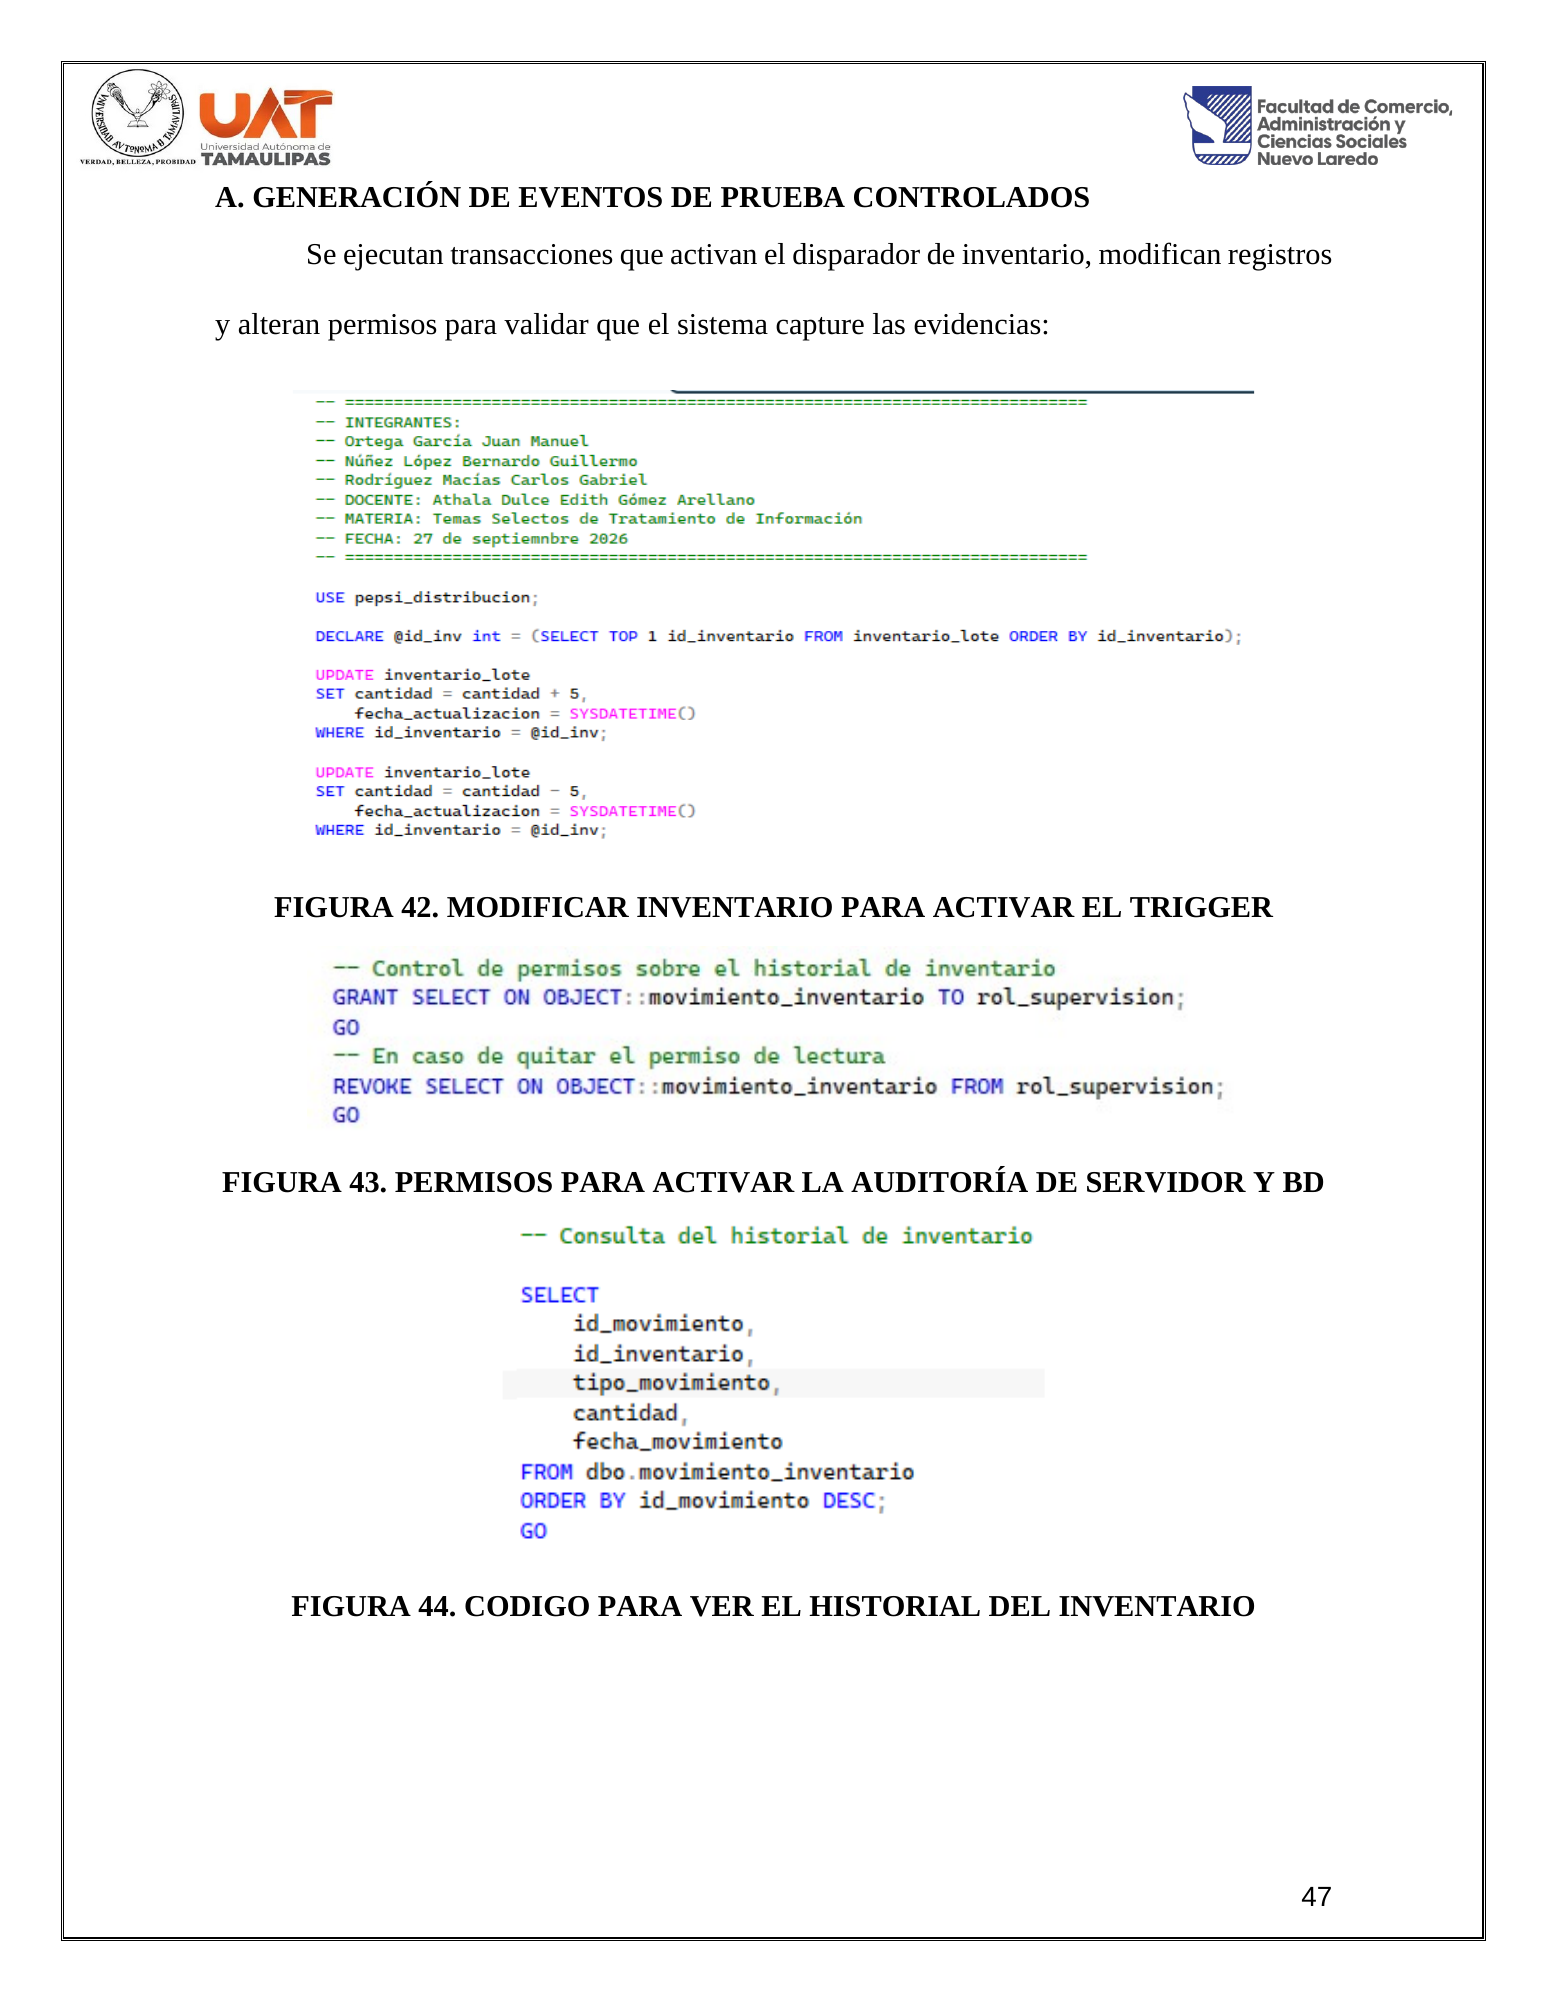 UNIVERSIDAD AUTONOMA DE TAMAULIPAS
VERDAD, BELLEZA, PROBIDAD
UAT
Universidad Autónoma de
TAMAULIPAS
Facultad de Comercio,
Administración y
Ciencias Sociales
Nuevo Laredo
A. GENERACIÓN DE EVENTOS DE PRUEBA CONTROLADOS
Se ejecutan transacciones que activan el disparador de inventario, modifican registros
y alteran permisos para validar que el sistema capture las evidencias:
-- ============================================================================
-- INTEGRANTES:
-- Ortega García Juan Manuel
-- Núñez López Bernardo Guillermo
-- Rodríguez Macías Carlos Gabriel
-- DOCENTE: Athala Dulce Edith Gómez Arellano
-- MATERIA: Temas Selectos de Tratamiento de Información
-- FECHA: 27 de septiemnbre 2026
-- ============================================================================
USE pepsi_distribucion;
DECLARE @id_inv int = (SELECT TOP 1 id_inventario FROM inventario_lote ORDER BY id_inventario);
UPDATE inventario_lote
SET cantidad = cantidad + 5,
    fecha_actualizacion = SYSDATETIME()
WHERE id_inventario = @id_inv;
UPDATE inventario_lote
SET cantidad = cantidad - 5,
    fecha_actualizacion = SYSDATETIME()
WHERE id_inventario = @id_inv;
FIGURA 42. MODIFICAR INVENTARIO PARA ACTIVAR EL TRIGGER
-- Control de permisos sobre el historial de inventario
GRANT SELECT ON OBJECT::movimiento_inventario TO rol_supervision;
GO
-- En caso de quitar el permiso de lectura
REVOKE SELECT ON OBJECT::movimiento_inventario FROM rol_supervision;
GO
FIGURA 43. PERMISOS PARA ACTIVAR LA AUDITORÍA DE SERVIDOR Y BD
-- Consulta del historial de inventario
SELECT
    id_movimiento,
    id_inventario,
    tipo_movimiento,
    cantidad,
    fecha_movimiento
FROM dbo.movimiento_inventario
ORDER BY id_movimiento DESC;
GO
FIGURA 44. CODIGO PARA VER EL HISTORIAL DEL INVENTARIO
47